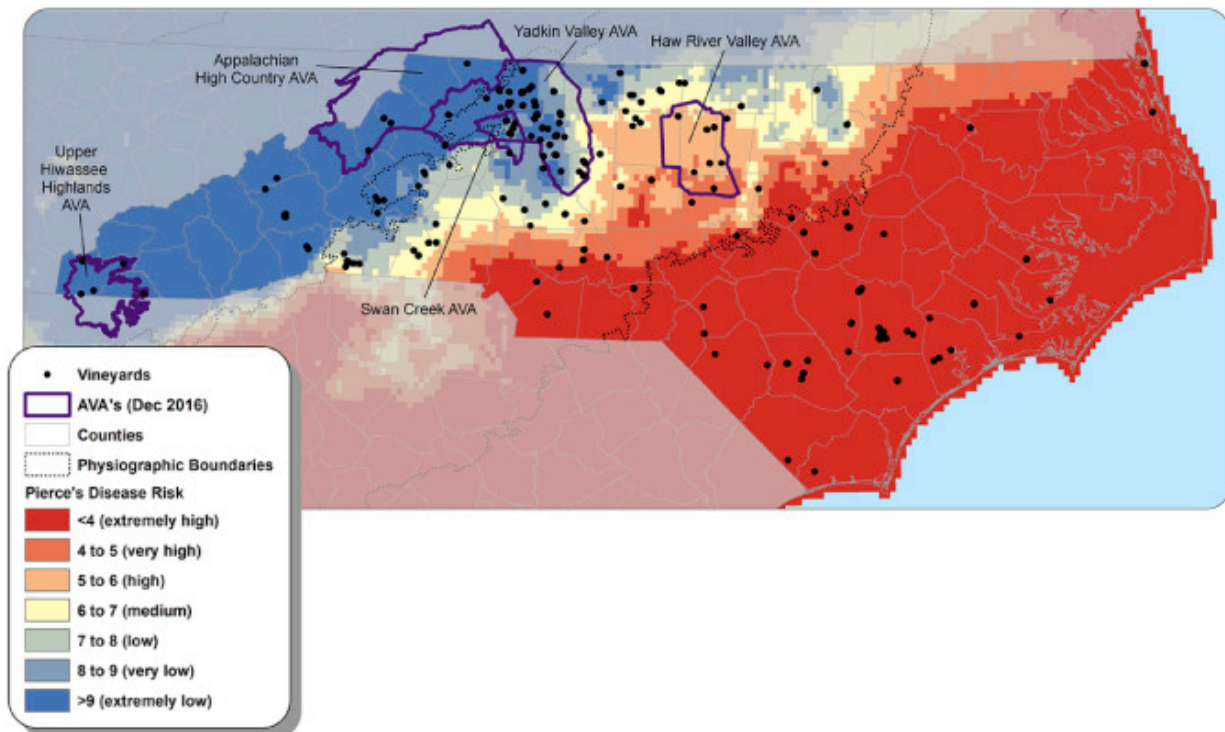 Yadkin Valley AVA
Haw River Valley AVA
Appalachian
High Country AVA
Upper
Hiwassee
Highlands
AVA
Swan Creek AVA
Vineyards
AVA's (Dec 2016)
Counties
Physiographic Boundaries
Pierce's Disease Risk
<4 (extremely high)
4 to 5 (very high)
5 to 6 (high)
6 to 7 (medium)
7 to 8 (low)
8 to 9 (very low)
>9 (extremely low)